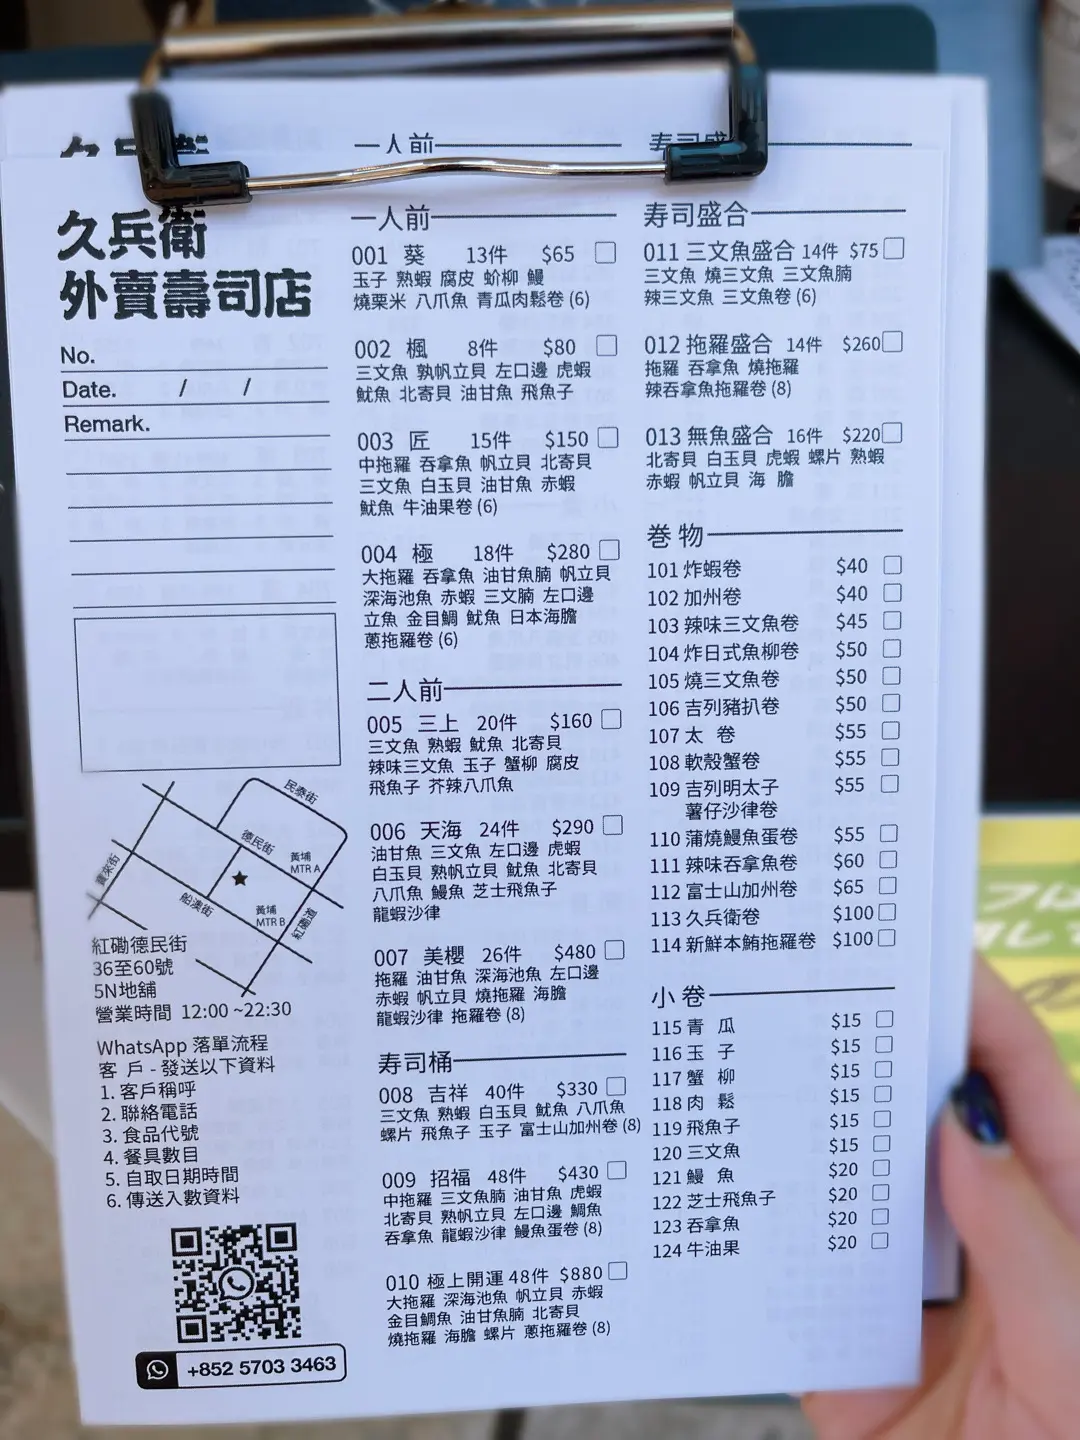 一人前
久兵衛
外賣壽司店
No.
Date. / /
Remark.
民泰街
德民街
黃埔
MTR A
寶來街
船澳街
黃埔
MTR B
紅磡道
紅磡德民街
36至60號
5N地舖
營業時間 12:00 ~22:30
WhatsApp 落單流程
客 戶 - 發送以下資料
1. 客戶稱呼
2. 聯絡電話
3. 食品代號
4. 餐具數目
5. 自取日期時間
6. 傳送入數資料
+852 5703 3463
一人前
001 葵 13件 $65
玉子 熟蝦 腐皮 蚧柳 鰻
燒栗米 八爪魚 青瓜肉鬆卷 (6)
002 楓 8件 $80
三文魚 孰帆立貝 左口邊 虎蝦
魷魚 北寄貝 油甘魚 飛魚子
003 匠 15件 $150
中拖羅 吞拿魚 帆立貝 北寄貝
三文魚 白玉貝 油甘魚 赤蝦
魷魚 牛油果卷 (6)
004 極 18件 $280
大拖羅 吞拿魚 油甘魚腩 帆立貝
深海池魚 赤蝦 三文腩 左口邊
立魚 金目鯛 魷魚 日本海膽
蔥拖羅卷 (6)
二人前
005 三上 20件 $160
三文魚 熟蝦 魷魚 北寄貝
辣味三文魚 玉子 蟹柳 腐皮
飛魚子 芥辣八爪魚
006 天海 24件 $290
油甘魚 三文魚 左口邊 虎蝦
白玉貝 熟帆立貝 魷魚 北寄貝
八爪魚 鰻魚 芝士飛魚子
龍蝦沙律
007 美櫻 26件 $480
拖羅 油甘魚 深海池魚 左口邊
赤蝦 帆立貝 燒拖羅 海膽
龍蝦沙律 拖羅卷 (8)
寿司桶
008 吉祥 40件 $330
三文魚 熟蝦 白玉貝 魷魚 八爪魚
螺片 飛魚子 玉子 富士山加州卷 (8)
009 招福 48件 $430
中拖羅 三文魚腩 油甘魚 虎蝦
北寄貝 熟帆立貝 左口邊 鯛魚
吞拿魚 龍蝦沙律 鰻魚蛋卷 (8)
010 極上開運 48件 $880
大拖羅 深海池魚 帆立貝 赤蝦
金目鯛魚 油甘魚腩 北寄貝
燒拖羅 海膽 螺片 蔥拖羅卷 (8)
寿司盛合
011 三文魚盛合 14件 $75
三文魚 燒三文魚 三文魚腩
辣三文魚 三文魚卷 (6)
012 拖羅盛合 14件 $260
拖羅 吞拿魚 燒拖羅
辣吞拿魚拖羅卷 (8)
013 無魚盛合 16件 $220
北寄貝 白玉貝 虎蝦 螺片 熟蝦
赤蝦 帆立貝 海 膽
巻 物
101 炸蝦卷 $40
102 加州卷 $40
103 辣味三文魚卷 $45
104 炸日式魚柳卷 $50
105 燒三文魚卷 $50
106 吉列豬扒卷 $50
107 太 卷 $55
108 軟殼蟹卷 $55
109 吉列明太子 $55
薯仔沙律卷
110 蒲燒鰻魚蛋卷 $55
111 辣味吞拿魚卷 $60
112 富士山加州卷 $65
113 久兵衛卷 $100
114 新鮮本鮪拖羅卷 $100
小 卷
115 青 瓜 $15
116 玉 子 $15
117 蟹 柳 $15
118 肉 鬆 $15
119 飛魚子 $15
120 三文魚 $15
121 鰻 魚 $20
122 芝士飛魚子 $20
123 吞拿魚 $20
124 牛油果 $20